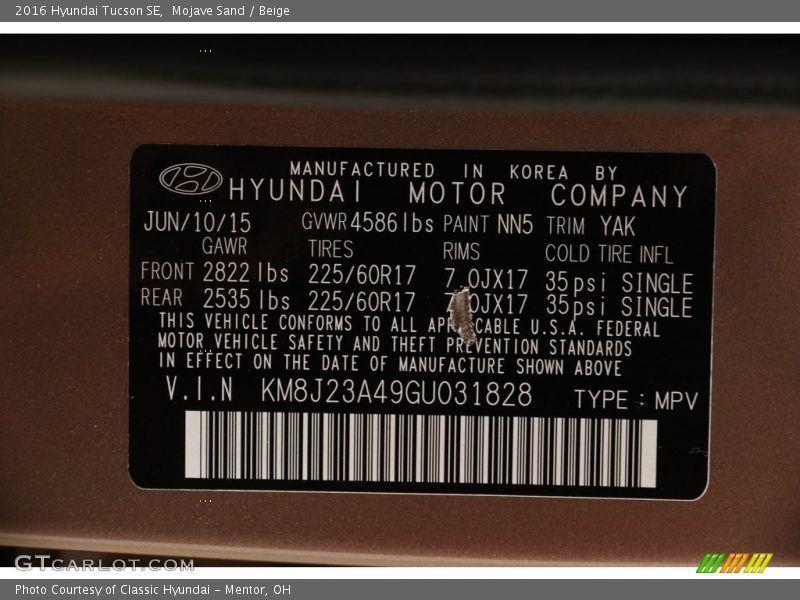 2016 Hyundai Tucson SE, Mojave Sand / Beige
MANUFACTURED IN KOREA BY
HYUNDAI MOTOR COMPANY
JUN/10/15 GVWR 4586 lbs PAINT NN5 TRIM YAK
GAWR TIRES RIMS COLD TIRE INFL
FRONT 2822 lbs 225/60R17 7.0JX17 35psi SINGLE
REAR 2535 lbs 225/60R17 0JX17 35psi SINGLE
THIS VEHICLE CONFORMS TO ALL U.S.A. FEDERAL
MOTOR VEHICLE SAFETY AND THEFT PREVENTION STANDARDS
IN EFFECT ON THE DATE OF MANUFACTURE SHOWN ABOVE
V.I.N KM8J23A49GU031828 TYPE : MPV
GTCARLOT.COM
Photo Courtesy of Classic Hyundai - Mentor, OH